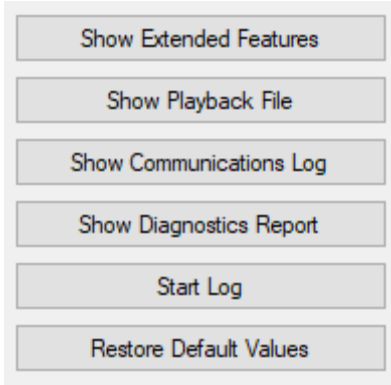 Show Extended Features
Show Playback File
Show Communications Log
Show Diagnostics Report
Start Log
Restore Default Values